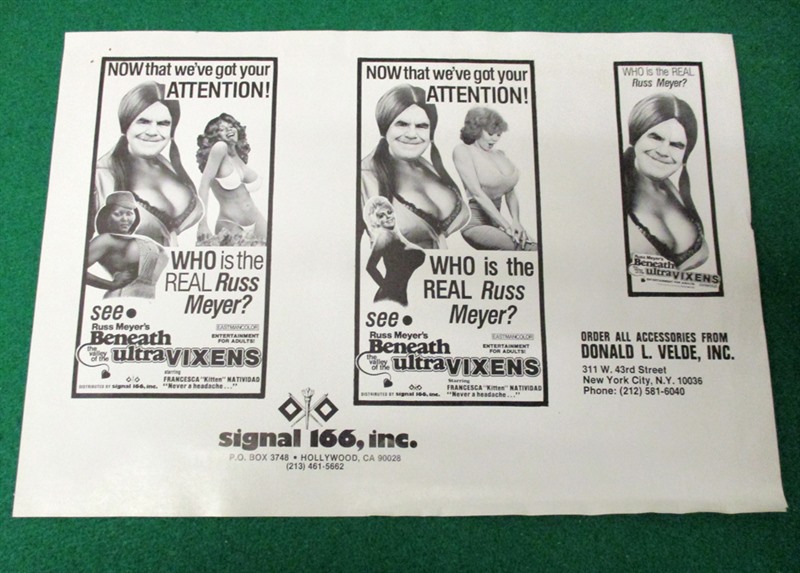 NOW that we've got your
ATTENTION!
WHO is the
REAL Russ
Meyer?
see•
Russ Meyer's
Beneath
the valley of the
ultraVIXENS
EASTMANCOLOR
ENTERTAINMENT
FOR ADULTS!
starring
FRANCESCA "Kitten" NATIVIDAD
"Never a headache..."
DISTRIBUTED BY signal 166, inc.
NOW that we've got your
ATTENTION!
WHO is the
REAL Russ
Meyer?
see•
Russ Meyer's
Beneath
the valley of the
ultraVIXENS
EASTMANCOLOR
ENTERTAINMENT
FOR ADULTS!
Starring
FRANCESCA "Kitten" NATIVIDAD
"Never a headache..."
DISTRIBUTED BY signal 166, inc.
WHO is the REAL
Russ Meyer?
Russ Meyer's
Beneath
the valley of the
ultraVIXENS
ORDER ALL ACCESSORIES FROM
DONALD L. VELDE, INC.
311 W. 43rd Street
New York City, N.Y. 10036
Phone: (212) 581-6040
signal 166, inc.
P.O. BOX 3748 • HOLLYWOOD, CA 90028
(213) 461-5662